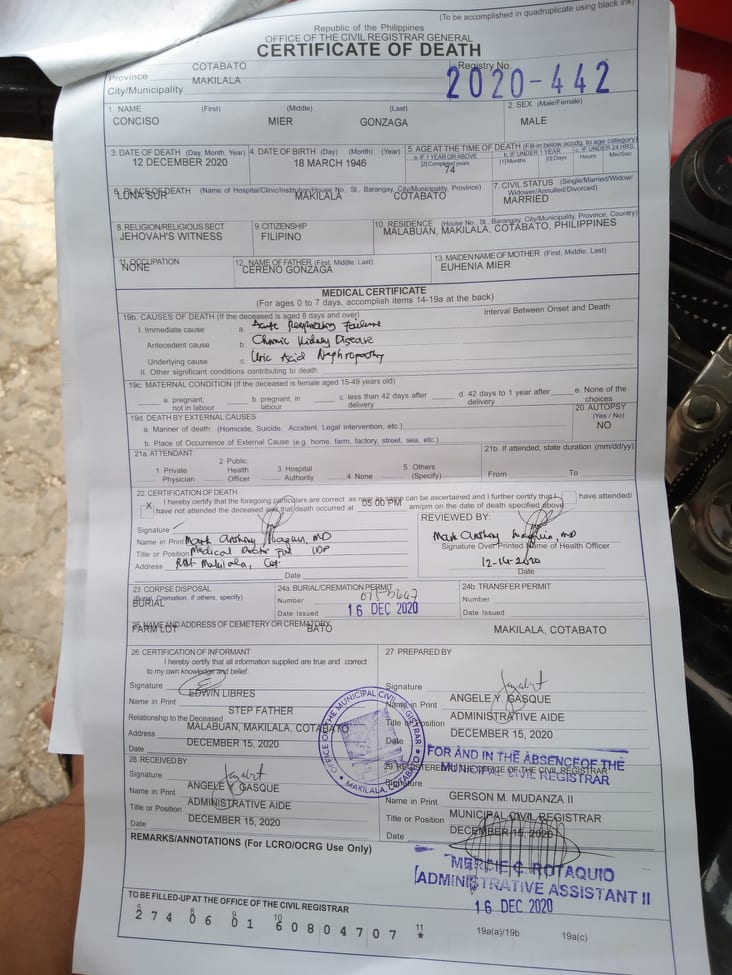 (To be accomplished in quadruplicate using black ink)
Republic of the Philippines
OFFICE OF THE CIVIL REGISTRAR GENERAL
CERTIFICATE OF DEATH
Province COTABATO
City/Municipality MAKILALA
Registry No.
2020-442
1. NAME (First) (Middle) (Last)
CONCISO MIER GONZAGA
2. SEX (Male/Female)
MALE
3. DATE OF DEATH (Day, Month, Year)
12 DECEMBER 2020
4. DATE OF BIRTH (Day) (Month) (Year)
18 MARCH 1946
5. AGE AT THE TIME OF DEATH (Fill-in below accdg. to age category)
a. IF 1 YEAR OR ABOVE
[2] Completed years
74
b. IF UNDER 1 YEAR
[1] Months [0] Days
c. IF UNDER 24 HRS
Hours Min/Sec
6. PLACE OF DEATH (Name of Hospital/Clinic/Institution/House No., St., Barangay, City/Municipality, Province)
LUNA SUR MAKILALA COTABATO
7. CIVIL STATUS (Single/Married/Widow/
Widower/Annulled/Divorced)
MARRIED
8. RELIGION/RELIGIOUS SECT
JEHOVAH'S WITNESS
9. CITIZENSHIP
FILIPINO
10. RESIDENCE (House No., St., Barangay, City/Municipality, Province, Country)
MALABUAN, MAKILALA, COTABATO, PHILIPPINES
11. OCCUPATION
NONE
12. NAME OF FATHER (First, Middle, Last)
CERENO GONZAGA
13. MAIDEN NAME OF MOTHER (First, Middle, Last)
EUHENIA MIER
MEDICAL CERTIFICATE
(For ages 0 to 7 days, accomplish items 14-19a at the back)
19b. CAUSES OF DEATH (If the deceased is aged 8 days and over)
Interval Between Onset and Death
I. Immediate cause a. Acute Respiratory Failure
Antecedent cause b. Chronic Kidney Disease
Underlying cause c. Uric Acid Nephropathy
II. Other significant conditions contributing to death
19c. MATERNAL CONDITION (If the deceased is female aged 15-49 years old)
a. pregnant, not in labour
b. pregnant, in labour
c. less than 42 days after delivery
d. 42 days to 1 year after delivery
e. None of the choices
19d. DEATH BY EXTERNAL CAUSES
a. Manner of death (Homicide, Suicide, Accident, Legal intervention, etc.)
b. Place of Occurrence of External Cause (e.g. home, farm, factory, street, sea, etc.)
20. AUTOPSY
(Yes / No)
NO
21a. ATTENDANT
1 Private Physician
2 Public Health Officer
3 Hospital Authority
4 None
5 Others (Specify)
21b. If attended, state duration (mm/dd/yy)
From To
22. CERTIFICATION OF DEATH
X I hereby certify that the foregoing particulars are correct as near as same can be ascertained and I further certify that I have attended/
have not attended the deceased and that death occurred at 05:00 PM am/pm on the date of death specified above.
Signature
Name in Print Mark Anthony, MD
Title or Position Medical Doctor
Address RHU Makilala, Cot.
Date
REVIEWED BY:
Mark Anthony, MD
Signature Over Printed Name of Health Officer
12-14-2020
Date
23. CORPSE DISPOSAL
(Burial, Cremation, if others, specify)
BURIAL
24a. BURIAL/CREMATION PERMIT
Number
Date Issued 16 DEC 2020
24b. TRANSFER PERMIT
Number
Date Issued
25. NAME AND ADDRESS OF CEMETERY OR CREMATORY
FARM LOT BATO MAKILALA, COTABATO
26. CERTIFICATION OF INFORMANT
I hereby certify that all information supplied are true and correct
to my own knowledge and belief.
Signature
Name in Print EDWIN LIBRES
Relationship to the Deceased STEP FATHER
Address MALABUAN, MAKILALA, COTABATO
Date DECEMBER 15, 2020
27. PREPARED BY
Signature
Name in Print ANGELE Y. GASQUE
Title or Position ADMINISTRATIVE AIDE
Date DECEMBER 15, 2020
OFFICE OF THE MUNICIPAL CIVIL REGISTRAR
MAKILALA, COTABATO
28. RECEIVED BY
Signature
Name in Print ANGELE Y. GASQUE
Title or Position ADMINISTRATIVE AIDE
Date DECEMBER 15, 2020
FOR AND IN THE ABSENCE OF THE
MUNICIPAL CIVIL REGISTRAR
29. REGISTERED AT THE OFFICE OF THE CIVIL REGISTRAR
Signature
Name in Print GERSON M. MUDANZA II
Title or Position MUNICIPAL CIVIL REGISTRAR
Date DECEMBER 15, 2020
REMARKS/ANNOTATIONS (For LCRO/OCRG Use Only)
MERCIE C. ROTAQUIO
ADMINISTRATIVE ASSISTANT II
16 DEC 2020
TO BE FILLED-UP AT THE OFFICE OF THE CIVIL REGISTRAR
5 8 9 10 11 19a(a)/19b 19a(c)
2 7 4 0 6 0 1 6 0 8 0 4 7 0 7 *